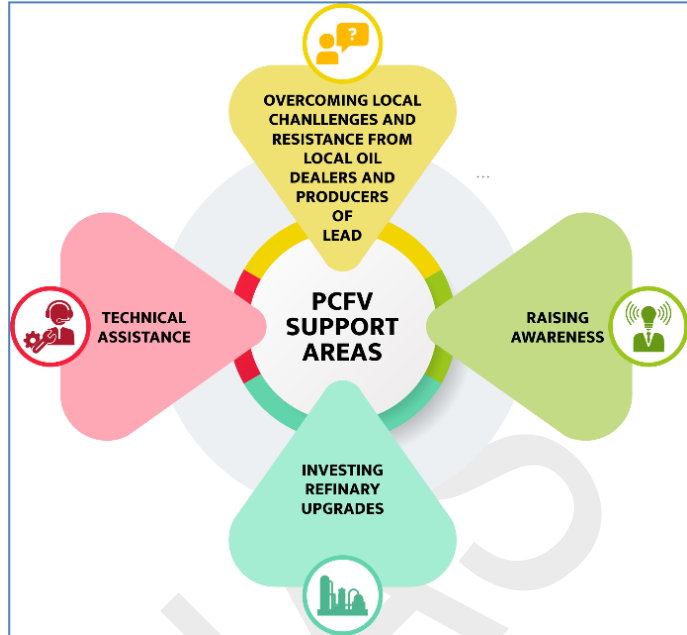 ?
OVERCOMING LOCAL
CHANLLENGES AND
RESISTANCE FROM
LOCAL OIL
DEALERS AND
PRODUCERS
OF
LEAD
...
TECHNICAL
ASSISTANCE
PCFV
SUPPORT
AREAS
RAISING
AWARENESS
INVESTING
REFINARY
UPGRADES